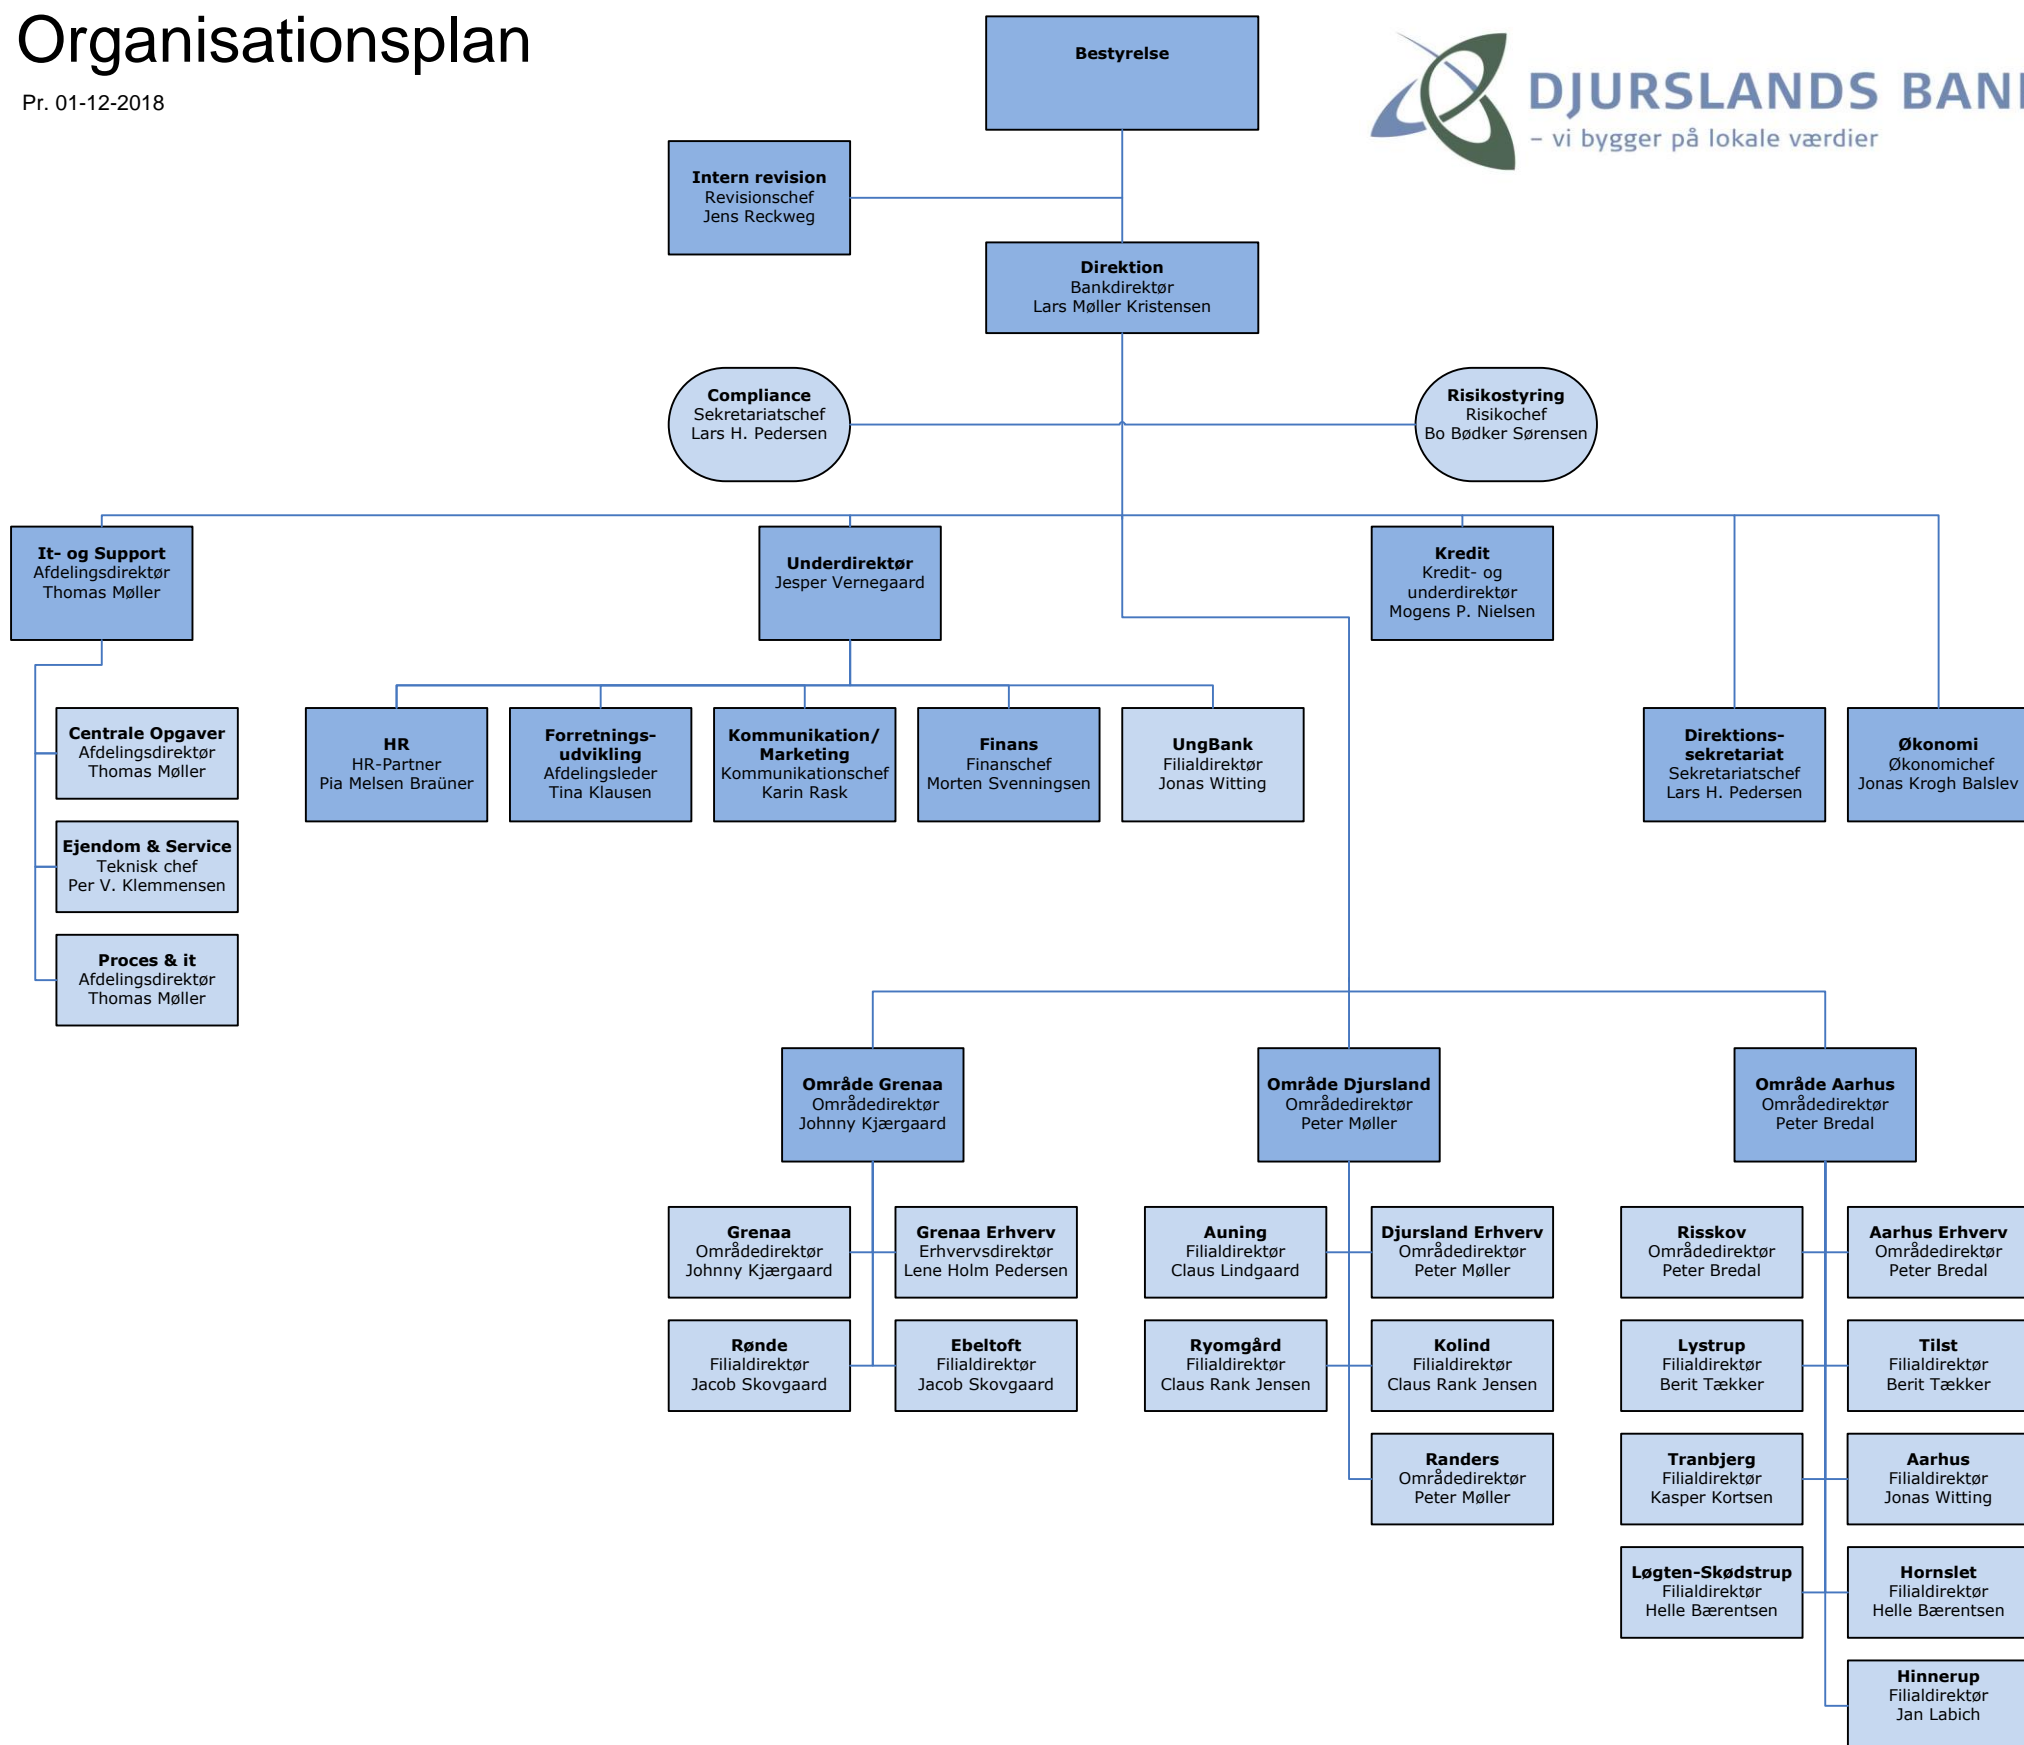 Organisationsplan
Pr. 01-12-2018
Bestyrelse
DJURSLANDS BAN
– vi bygger på lokale værdier
Intern revision
Revisionschef
Jens Reckweg
Direktion
Bankdirektør
Lars Møller Kristensen
Compliance
Sekretariatschef
Lars H. Pedersen
Risikostyring
Risikochef
Bo Bødker Sørensen
It- og Support
Afdelingsdirektør
Thomas Møller
Underdirektør
Jesper Vernegaard
Kredit
Kredit- og
underdirektør
Mogens P. Nielsen
Centrale Opgaver
Afdelingsdirektør
Thomas Møller
Ejendom & Service
Teknisk chef
Per V. Klemmensen
Proces & it
Afdelingsdirektør
Thomas Møller
HR
HR-Partner
Pia Melsen Braüner
Forretnings-
udvikling
Afdelingsleder
Tina Klausen
Kommunikation/
Marketing
Kommunikationschef
Karin Rask
Finans
Finanschef
Morten Svenningsen
UngBank
Filialdirektør
Jonas Witting
Direktions-
sekretariat
Sekretariatschef
Lars H. Pedersen
Økonomi
Økonomichef
Jonas Krogh Balslev
Område Grenaa
Områdedirektør
Johnny Kjærgaard
Område Djursland
Områdedirektør
Peter Møller
Område Aarhus
Områdedirektør
Peter Bredal
Grenaa
Områdedirektør
Johnny Kjærgaard
Grenaa Erhverv
Erhvervsdirektør
Lene Holm Pedersen
Rønde
Filialdirektør
Jacob Skovgaard
Ebeltoft
Filialdirektør
Jacob Skovgaard
Auning
Filialdirektør
Claus Lindgaard
Djursland Erhverv
Områdedirektør
Peter Møller
Ryomgård
Filialdirektør
Claus Rank Jensen
Kolind
Filialdirektør
Claus Rank Jensen
Randers
Områdedirektør
Peter Møller
Risskov
Områdedirektør
Peter Bredal
Aarhus Erhverv
Områdedirektør
Peter Bredal
Lystrup
Filialdirektør
Berit Tækker
Tilst
Filialdirektør
Berit Tækker
Tranbjerg
Filialdirektør
Kasper Kortsen
Aarhus
Filialdirektør
Jonas Witting
Løgten-Skødstrup
Filialdirektør
Helle Bærentsen
Hornslet
Filialdirektør
Helle Bærentsen
Hinnerup
Filialdirektør
Jan Labich